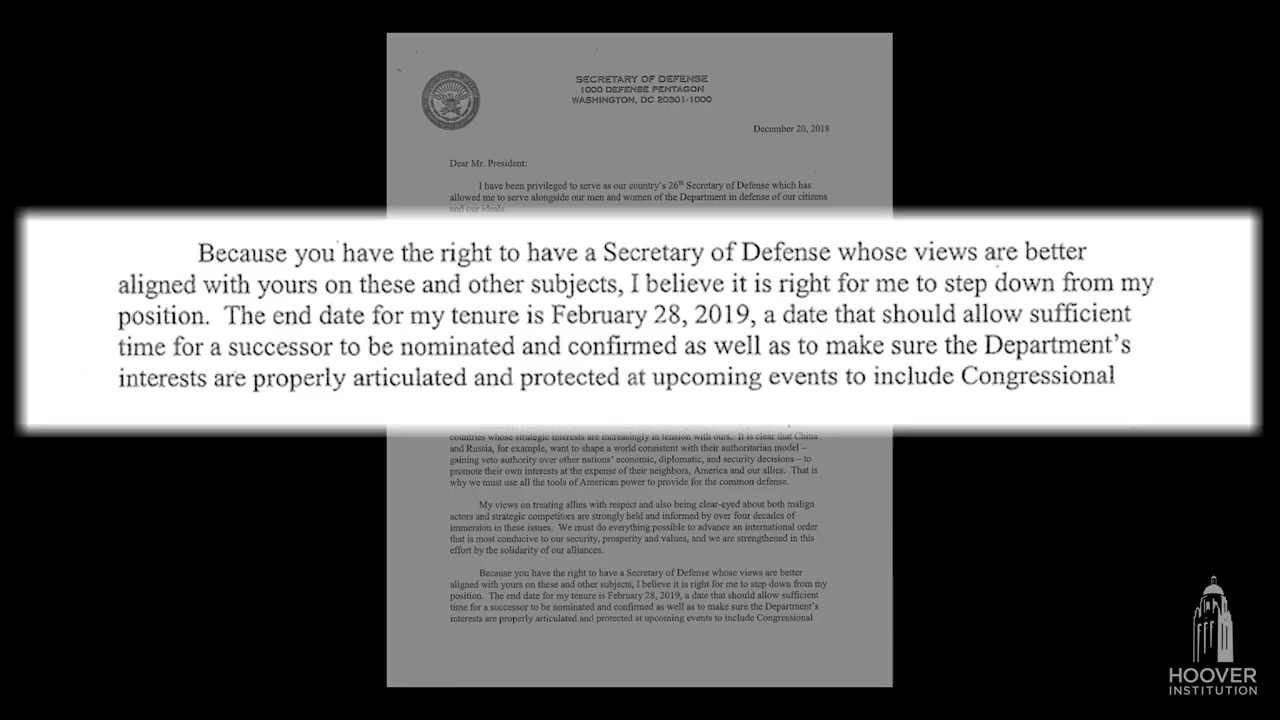 SECRETARY OF DEFENSE
1000 DEFENSE PENTAGON
WASHINGTON, DC 20301-1000
December 20, 2018
Dear Mr. President:
I have been privileged to serve as our country's 26th Secretary of Defense which has
allowed me to serve alongside our men and women of the Department in defense of our citizens
and our ideals.
Because you have the right to have a Secretary of Defense whose views are better
aligned with yours on these and other subjects, I believe it is right for me to step down from my
position. The end date for my tenure is February 28, 2019, a date that should allow sufficient
time for a successor to be nominated and confirmed as well as to make sure the Department's
interests are properly articulated and protected at upcoming events to include Congressional
countries whose strategic interests are increasingly in tension with ours. It is clear that China
and Russia, for example, want to shape a world consistent with their authoritarian model –
gaining veto authority over other nations' economic, diplomatic, and security decisions – to
promote their own interests at the expense of their neighbors, America and our allies. That is
why we must use all the tools of American power to provide for the common defense.
My views on treating allies with respect and also being clear-eyed about both malign
actors and strategic competitors are strongly held and informed by over four decades of
immersion in these issues. We must do everything possible to advance an international order
that is most conducive to our security, prosperity and values, and we are strengthened in this
effort by the solidarity of our alliances.
Because you have the right to have a Secretary of Defense whose views are better
aligned with yours on these and other subjects, I believe it is right for me to step down from my
position. The end date for my tenure is February 28, 2019, a date that should allow sufficient
time for a successor to be nominated and confirmed as well as to make sure the Department's
interests are properly articulated and protected at upcoming events to include Congressional
HOOVER
INSTITUTION